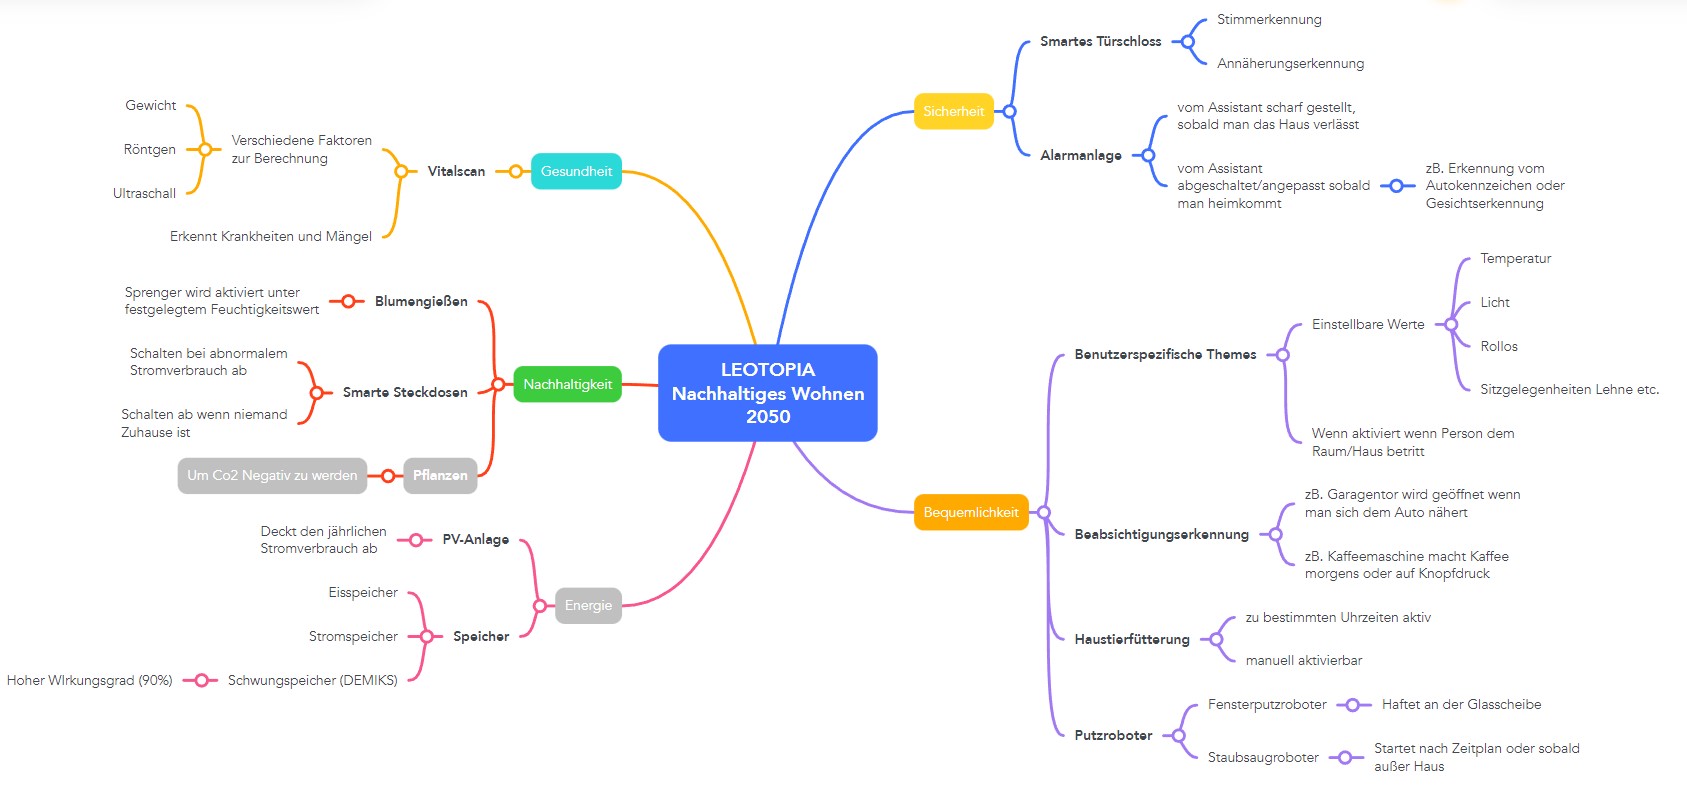 LEOTOPIA
Nachhaltiges Wohnen
2050
Sicherheit
Smartes Türschloss
Stimmerkennung
Annäherungserkennung
Alarmanlage
vom Assistant scharf gestellt,
sobald man das Haus verlässt
vom Assistant
abgeschaltet/angepasst sobald
man heimkommt
zB. Erkennung vom
Autokennzeichen oder
Gesichtserkennung
Bequemlichkeit
Benutzerspezifische Themes
Einstellbare Werte
Temperatur
Licht
Rollos
Sitzgelegenheiten Lehne etc.
Wenn aktiviert wenn Person dem
Raum/Haus betritt
Beabsichtigungserkennung
zB. Garagentor wird geöffnet wenn
man sich dem Auto nähert
zB. Kaffeemaschine macht Kaffee
morgens oder auf Knopfdruck
Haustierfütterung
zu bestimmten Uhrzeiten aktiv
manuell aktivierbar
Putzroboter
Fensterputzroboter
Haftet an der Glasscheibe
Staubsaugroboter
Startet nach Zeitplan oder sobald
außer Haus
Gesundheit
Vitalscan
Verschiedene Faktoren
zur Berechnung
Gewicht
Röntgen
Ultraschall
Erkennt Krankheiten und Mängel
Nachhaltigkeit
Blumengießen
Sprenger wird aktiviert unter
festgelegtem Feuchtigkeitswert
Smarte Steckdosen
Schalten bei abnormalem
Stromverbrauch ab
Schalten ab wenn niemand
Zuhause ist
Pflanzen
Um Co2 Negativ zu werden
Energie
PV-Anlage
Deckt den jährlichen
Stromverbrauch ab
Speicher
Eisspeicher
Stromspeicher
Schwungspeicher (DEMIKS)
Hoher WIrkungsgrad (90%)